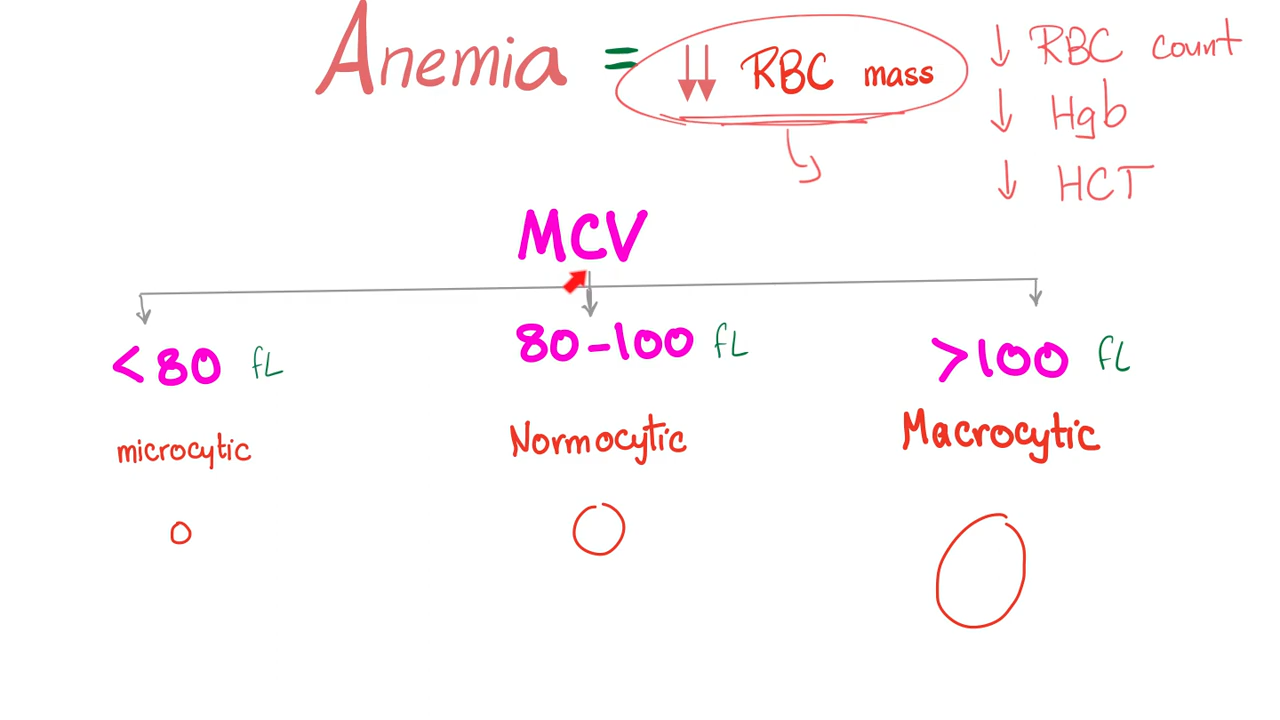 Anemia = ↓↓ RBC mass
↓ RBC count
↓ Hgb
↓ HCT
MCV
<80 fL
80-100 fL
>100 fL
microcytic
Normocytic
Macrocytic